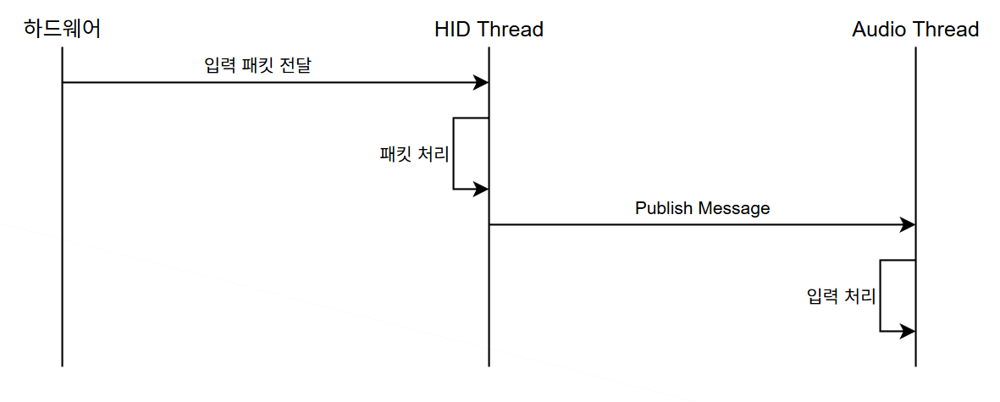 하드웨어
HID Thread
Audio Thread
입력 패킷 전달
패킷 처리
Publish Message
입력 처리